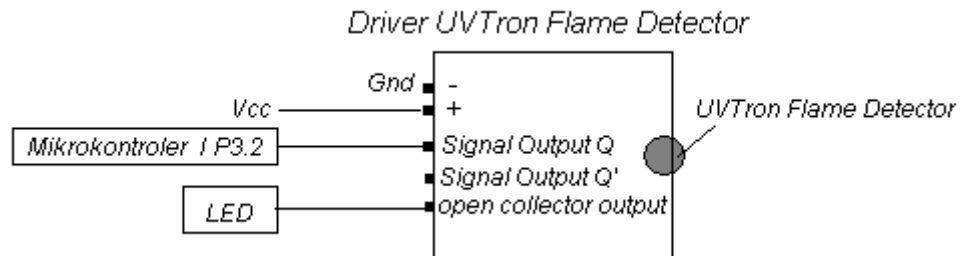 Driver UVTron Flame Detector
Gnd -
Vcc +
UVTron Flame Detector
Mikrokontroler I P3.2 Signal Output Q
Signal Output Q'
LED open collector output